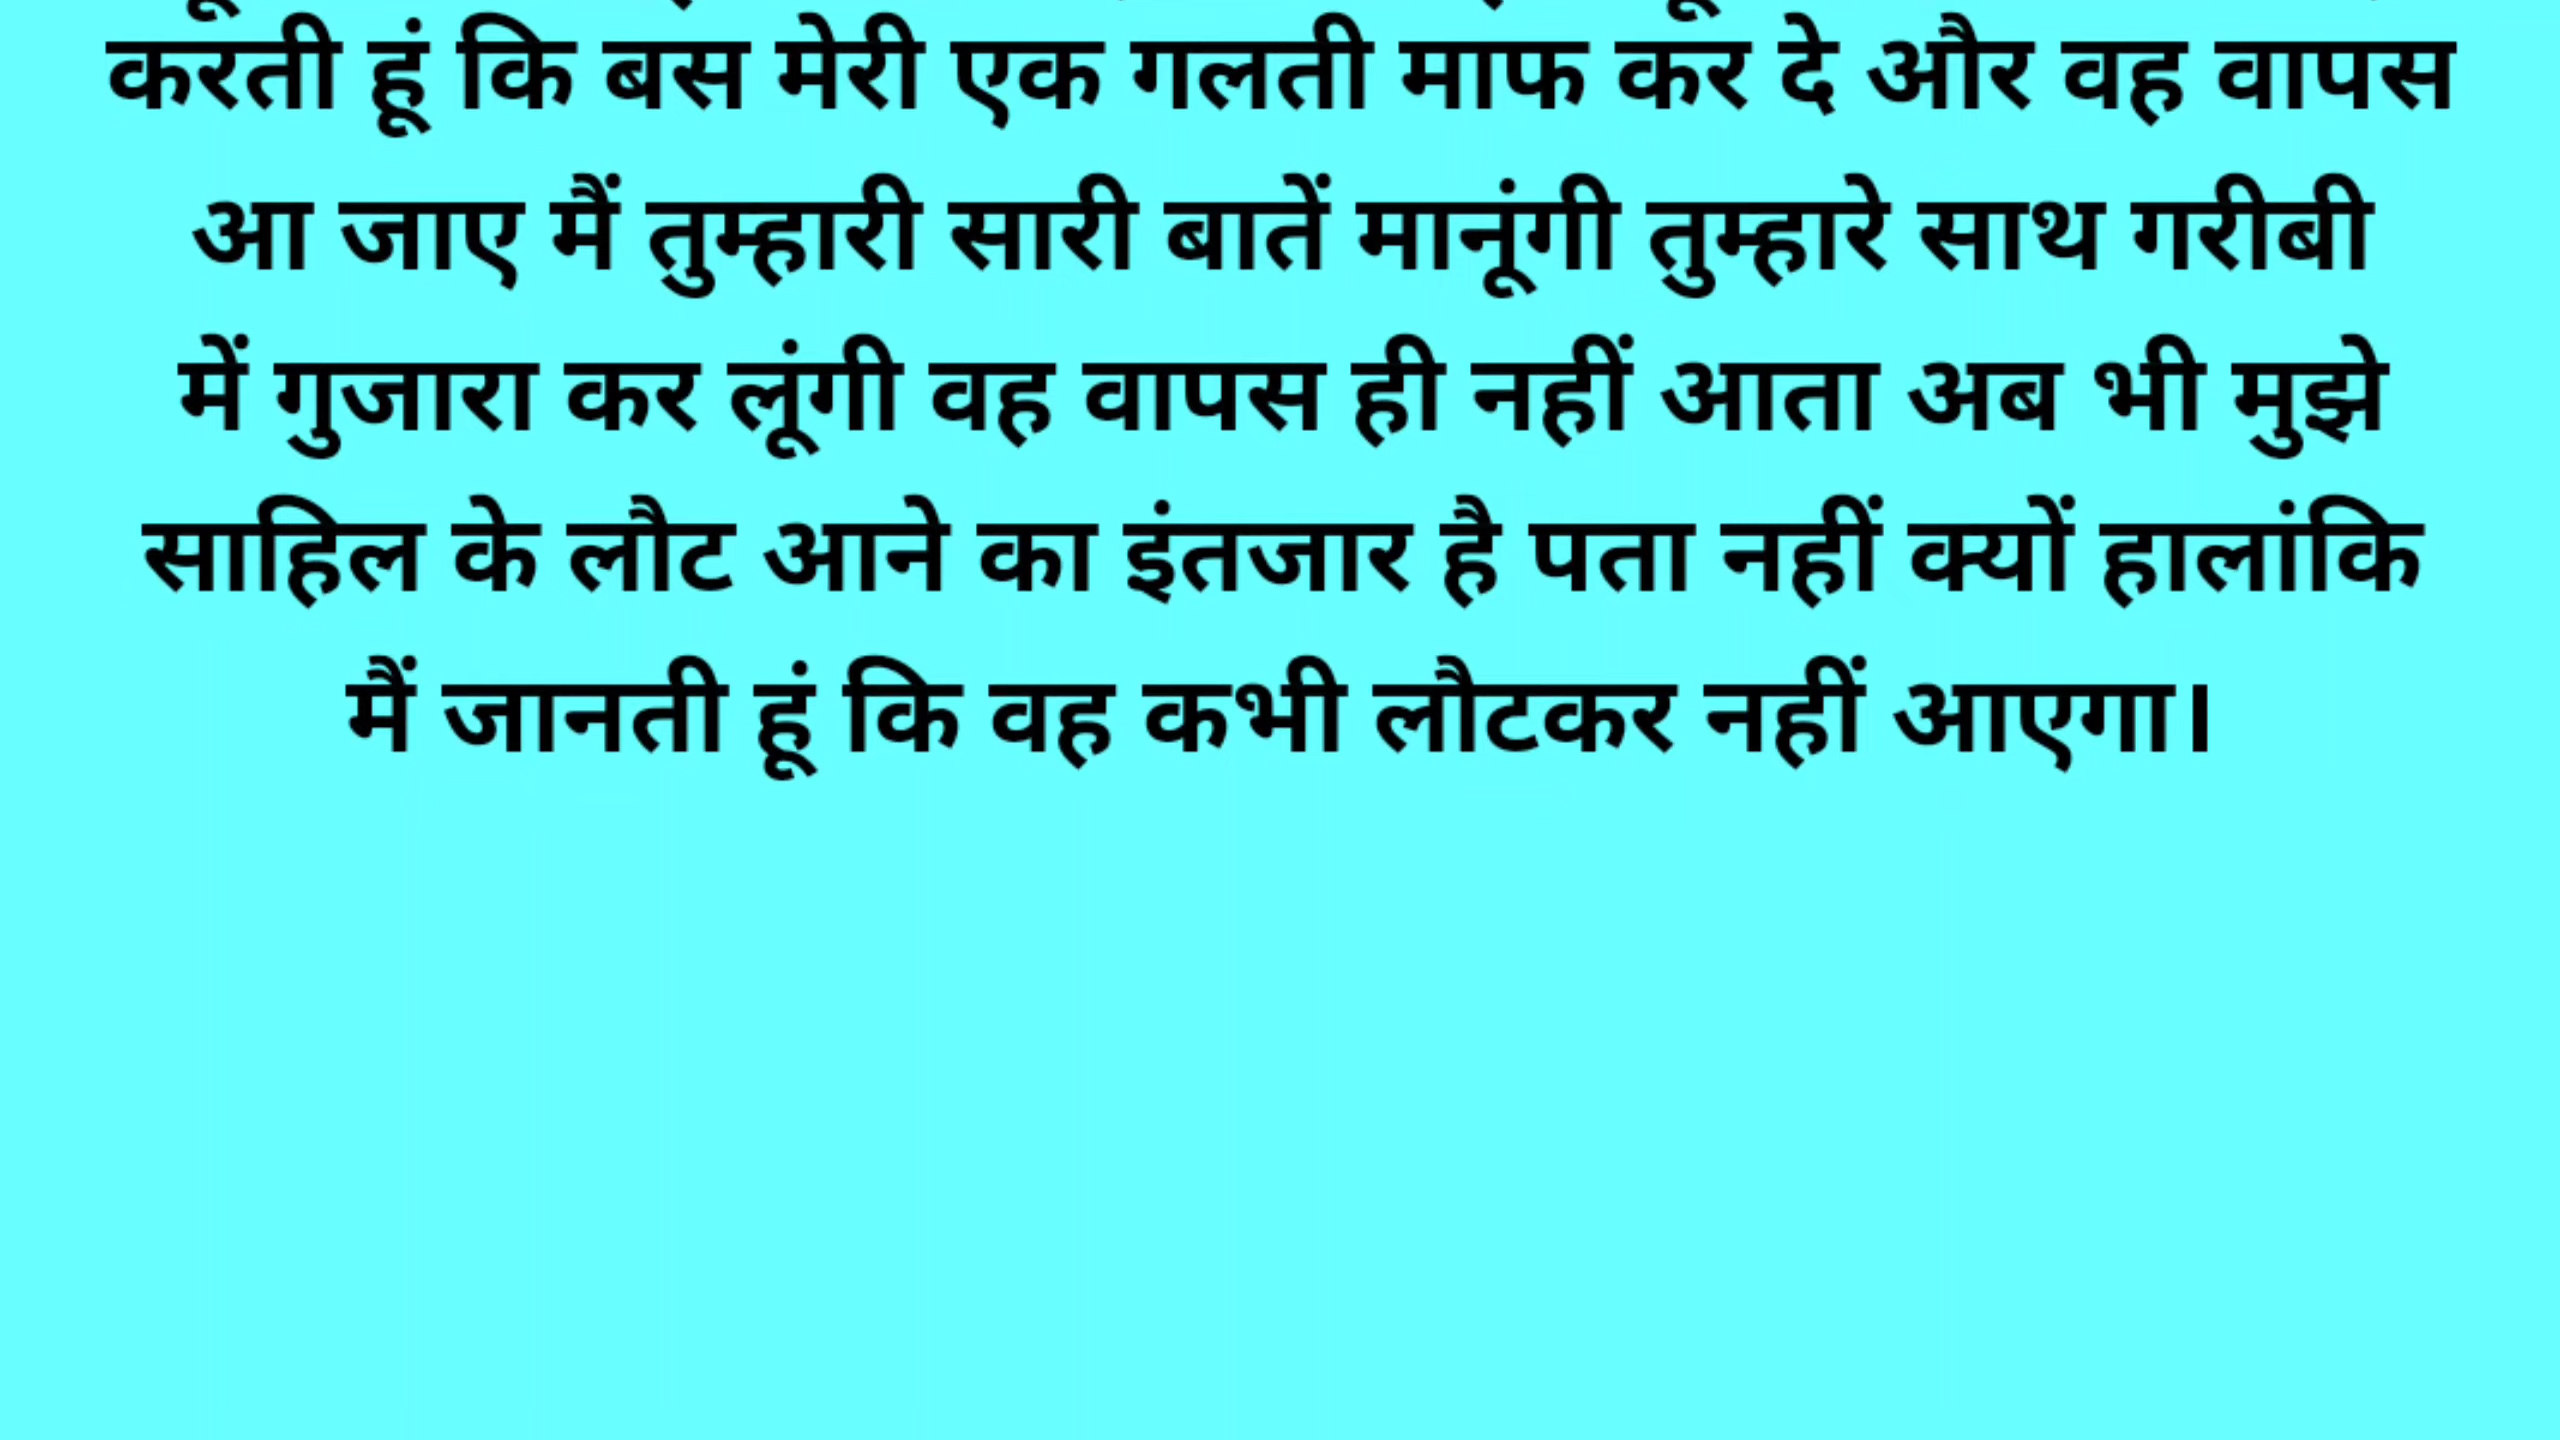 करती हूं कि बस मेरी एक गलती माफ कर दे और वह वापस
आ जाए मैं तुम्हारी सारी बातें मानूंगी तुम्हारे साथ गरीबी
में गुजारा कर लूंगी वह वापस ही नहीं आता अब भी मुझे
साहिल के लौट आने का इंतजार है पता नहीं क्यों हालांकि
मैं जानती हूं कि वह कभी लौटकर नहीं आएगा।